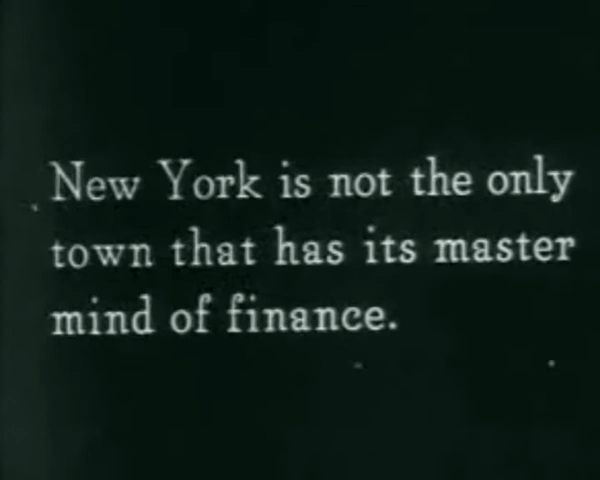 New York is not the only
town that has its master
mind of finance.